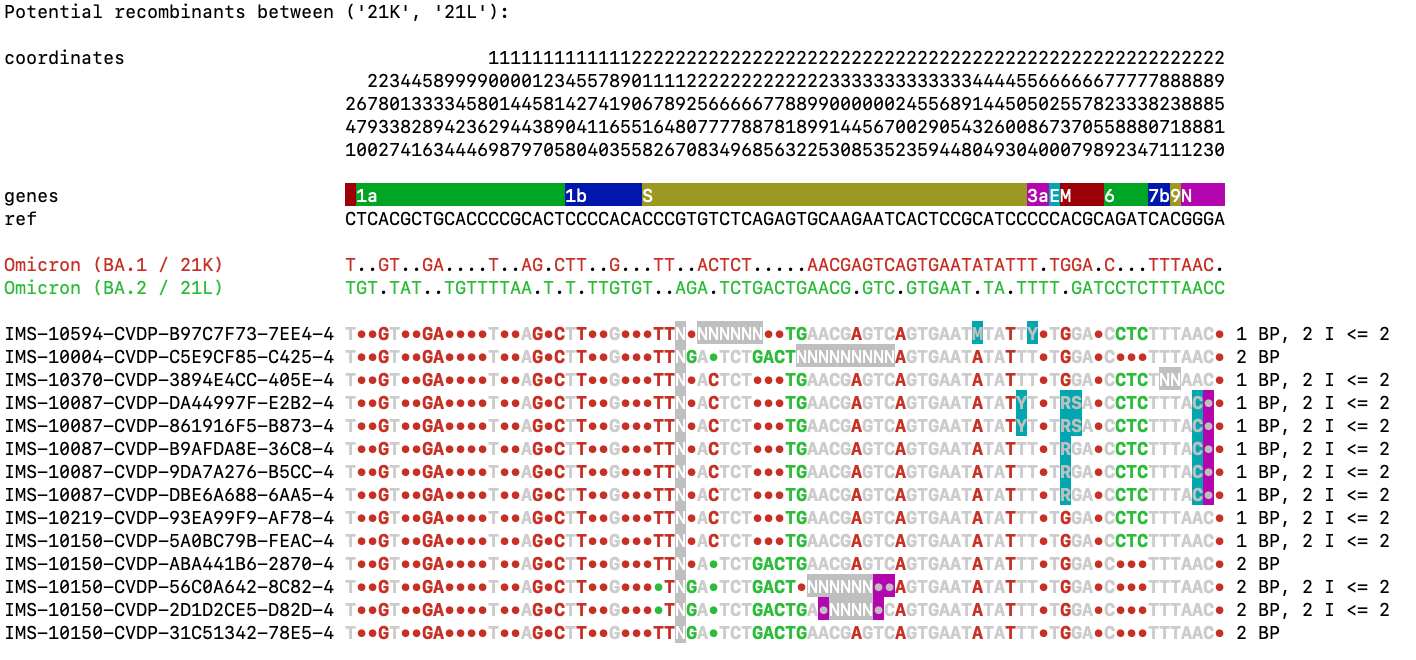 Potential recombinants between ('21K', '21L'):
coordinates 1111111111111222222222222222222222222222222222222222222222222222222
223445899990000123455789011112222222222222333333333333344445566666677777888889
26780133334580144581427419067892566666778899000000245568914450502557823338238885
47933828942362944389041165516480777788781899144567002905432600867370558880718881
10027416344469879705804035582670834968563225308535235944804930400079892347111230
genes 1a 1b S 3a E M 6 7b 9 N
ref CTCACGCTGCACCCCGCACTCCCCACACCCGTGTCTCAGAGTGCAAGAATCACTCCGCATCCCCCACGCAGATCACGGGA
Omicron (BA.1 / 21K) T..GT..GA....T..AG.CTT..G...TT..ACTCT.....AACGAGTCAGTGAATATATTT.TGGA.C...TTTAAC.
Omicron (BA.2 / 21L) TGT.TAT..TGTTTTAA.T.T.TTGTGT..AGA.TCTGACTGAACG.GTC.GTGAAT.TA.TTTT.GATCCTCTTTAACC
IMS-10594-CVDP-B97C7F73-7EE4-4 T••GT••GA••••T••AG•CTT••G•••TTN•NNNNNN••TGAACGAGTCAGTGAATMTATTY•TGGA•CCTCTTTAAC• 1 BP, 2 I <= 2
IMS-10004-CVDP-C5E9CF85-C425-4 T••GT••GA••••T••AG•CTT••G•••TTNGA•TCTGACTNNNNNNNNNAGTGAATATATTT•TGGA•C•••TTTAAC• 2 BP
IMS-10370-CVDP-3894E4CC-405E-4 T••GT••GA••••T••AG•CTT••G•••TTN•ACTCT•••TGAACGAGTCAGTGAATATATTT•TGGA•CCTCTNNAAC• 1 BP, 2 I <= 2
IMS-10087-CVDP-DA44997F-E2B2-4 T••GT••GA••••T••AG•CTT••G•••TTN•ACTCT•••TGAACGAGTCAGTGAATATATYT•RSA•CCTCTTTAC•• 1 BP, 2 I <= 2
IMS-10087-CVDP-861916F5-B873-4 T••GT••GA••••T••AG•CTT••G•••TTN•ACTCT•••TGAACGAGTCAGTGAATATATYT•RSA•CCTCTTTAC•• 1 BP, 2 I <= 2
IMS-10087-CVDP-B9AFDA8E-36C8-4 T••GT••GA••••T••AG•CTT••G•••TTN•ACTCT•••TGAACGAGTCAGTGAATATATTT•TRGA•CCTCTTTAC•• 1 BP, 2 I <= 2
IMS-10087-CVDP-9DA7A276-B5CC-4 T••GT••GA••••T••AG•CTT••G•••TTN•ACTCT•••TGAACGAGTCAGTGAATATATTT•TRGA•CCTCTTTAC•• 1 BP, 2 I <= 2
IMS-10087-CVDP-DBE6A688-6AA5-4 T••GT••GA••••T••AG•CTT••G•••TTN•ACTCT•••TGAACGAGTCAGTGAATATATTT•TRGA•CCTCTTTAC•• 1 BP, 2 I <= 2
IMS-10219-CVDP-93EA99F9-AF78-4 T••GT••GA••••T••AG•CTT••G•••TTN•ACTCT•••TGAACGAGTCAGTGAATATATTT•TGGA•CCTCTTTAAC• 1 BP, 2 I <= 2
IMS-10150-CVDP-5A0BC79B-FEAC-4 T••GT••GA••••T••AG•CTT••G•••TTN•ACTCT•••TGAACGAGTCAGTGAATATATTT•TGGA•CCTCTTTAAC• 1 BP, 2 I <= 2
IMS-10150-CVDP-ABA441B6-2870-4 T••GT••GA••••T••AG•CTT••G•••TTN•A•TCTGACTGAACGAGTCAGTGAATATATTT•TGGA•C•••TTTAAC• 2 BP
IMS-10150-CVDP-56C0A642-8C82-4 T••GT••GA••••T••AG•CTT••G••••TNGA•TCTGACT•NNNNNN••AGTGAATATATTT•TGGA•C•••TTTAAC• 2 BP, 2 I <= 2
IMS-10150-CVDP-2D1D2CE5-D82D-4 T••GT••GA••••T••AG•CTT••G••••TNGA•TCTGACTGA•NNNN•CAGTGAATATATTT•TGGA•C•••TTTAAC• 2 BP, 2 I <= 2
IMS-10150-CVDP-31C51342-78E5-4 T••GT••GA••••T••AG•CTT••G•••TTNGA•TCTGACTGAACGAGTCAGTGAATATATTT•TGGA•C•••TTTAAC• 2 BP